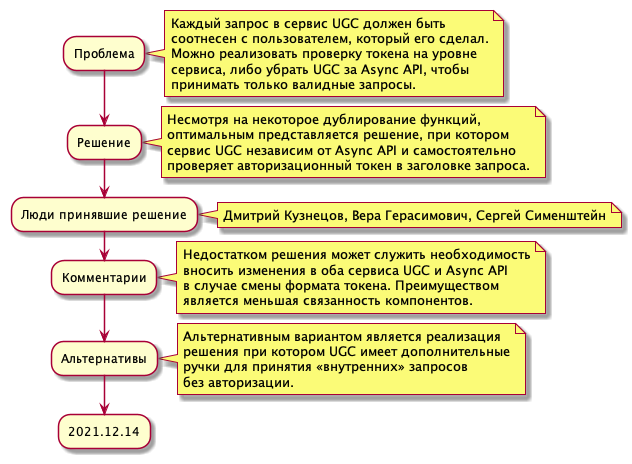 Проблема
Каждый запрос в сервис UGC должен быть
соотнесен с пользователем, который его сделал.
Можно реализовать проверку токена на уровне
сервиса, либо убрать UGC за Async API, чтобы
принимать только валидные запросы.
Решение
Несмотря на некоторое дублирование функций,
оптимальным представляется решение, при котором
сервис UGC независим от Async API и самостоятельно
проверяет авторизационный токен в заголовке запроса.
Люди принявшие решение
Дмитрий Кузнецов, Вера Герасимович, Сергей Сименштейн
Комментарии
Недостатком решения может служить необходимость
вносить изменения в оба сервиса UGC и Async API
в случае смены формата токена. Преимуществом
является меньшая связанность компонентов.
Альтернативы
Альтернативным вариантом является реализация
решения при котором UGC имеет дополнительные
ручки для принятия «внутренних» запросов
без авторизации.
2021.12.14